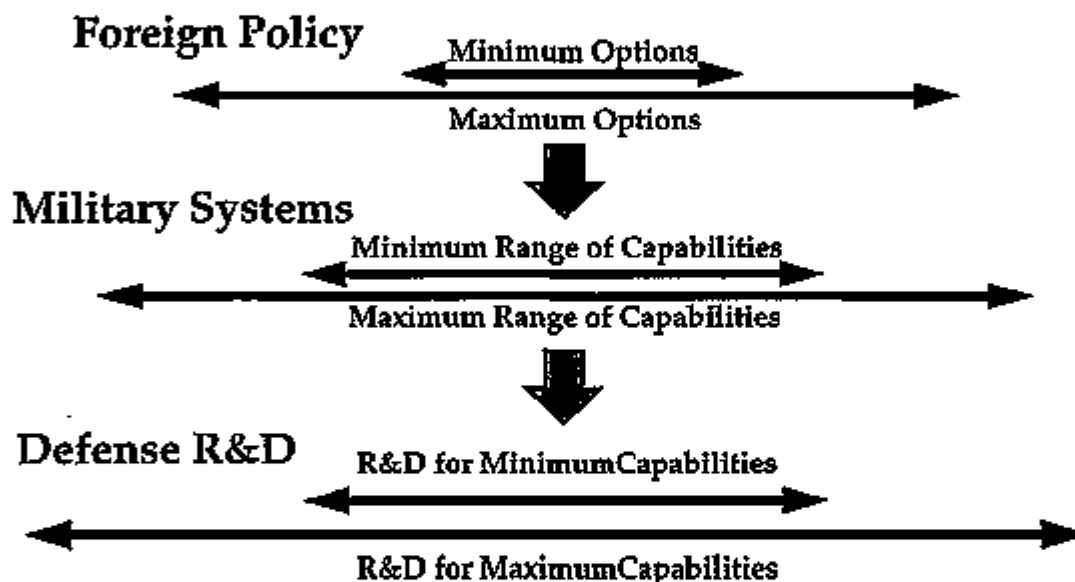 Foreign Policy
Minimum Options
Maximum Options
Military Systems
Minimum Range of Capabilities
Maximum Range of Capabilities
Defense R&D
R&D for MinimumCapabilities
R&D for MaximumCapabilities